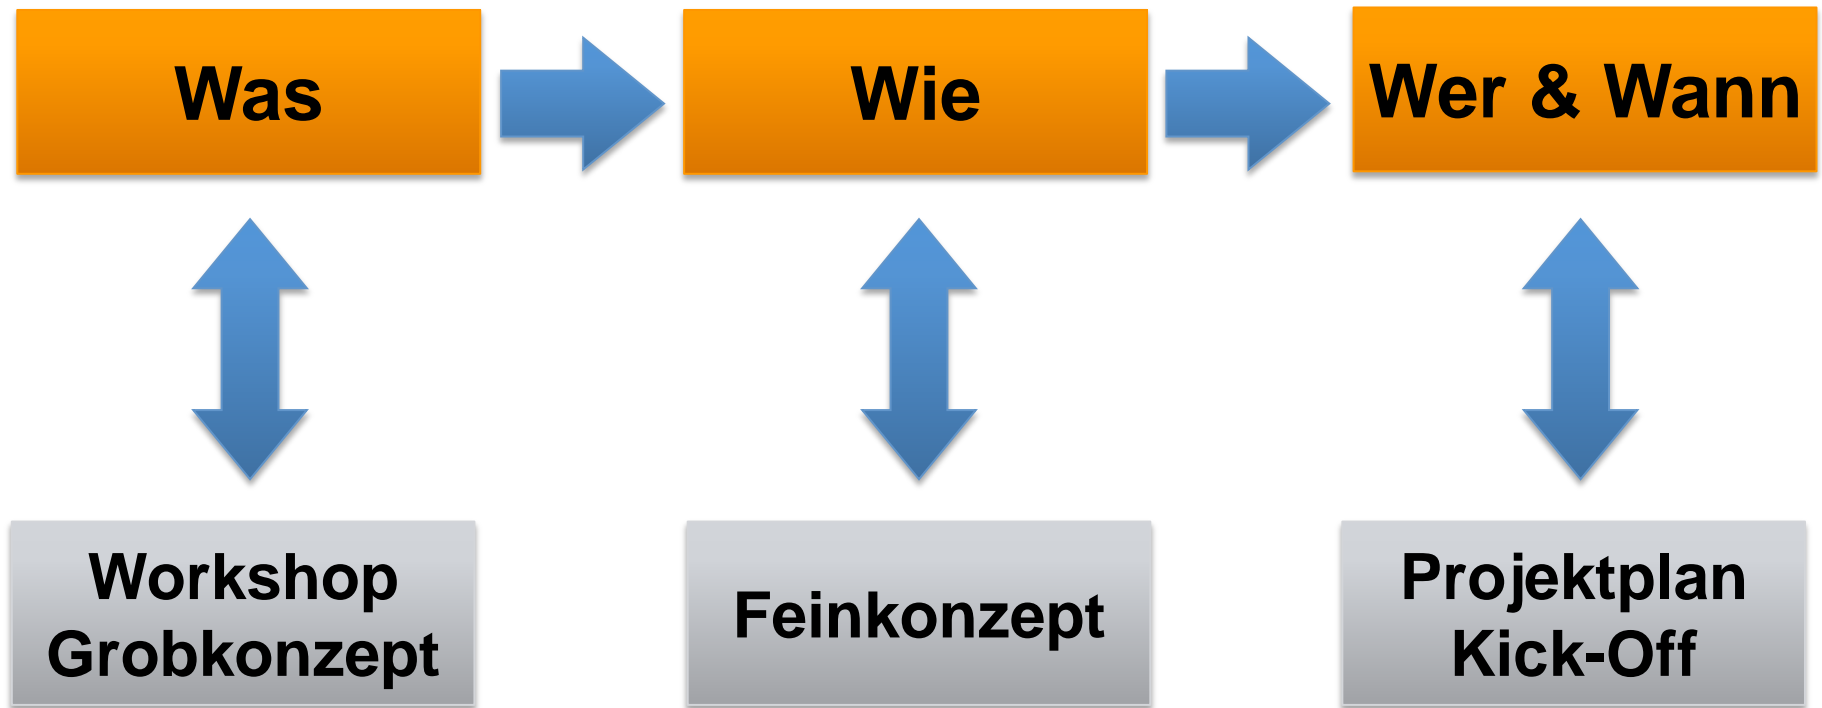 Was
Wie
Wer & Wann
Workshop
Grobkonzept
Feinkonzept
Projektplan
Kick-Off